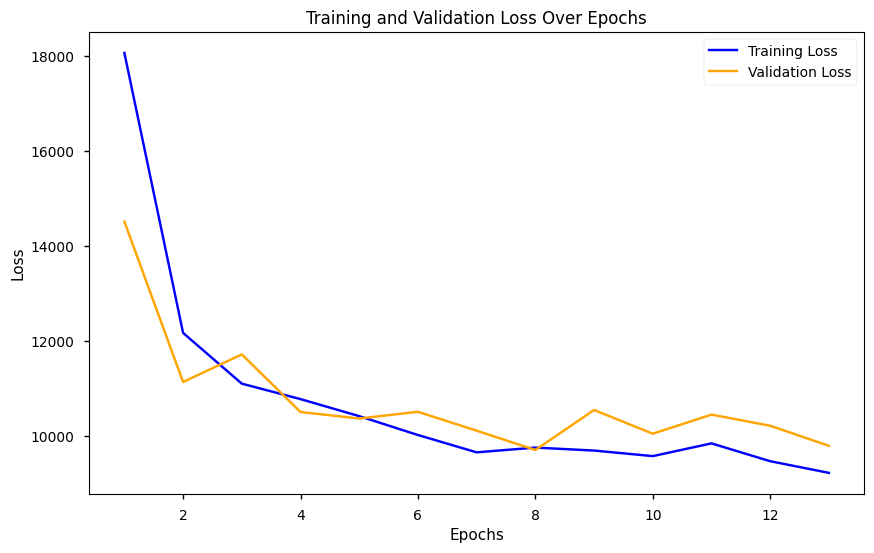 Training and Validation Loss Over Epochs
Training Loss
Validation Loss
18000
16000
14000
12000
10000
Loss
2 4 6 8 10 12
Epochs